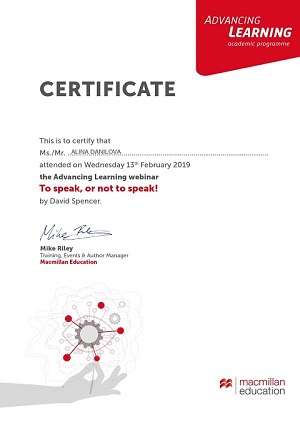 ADVANCING
LEARNING
academic programme
CERTIFICATE
This is to certify that
Ms./Mr. ALINA DANILOVA
attended on Wednesday 13th February 2019
the Advancing Learning webinar
To speak, or not to speak!
by David Spencer.
Mike Riley
Training, Events & Author Manager
Macmillan Education
macmillan
education